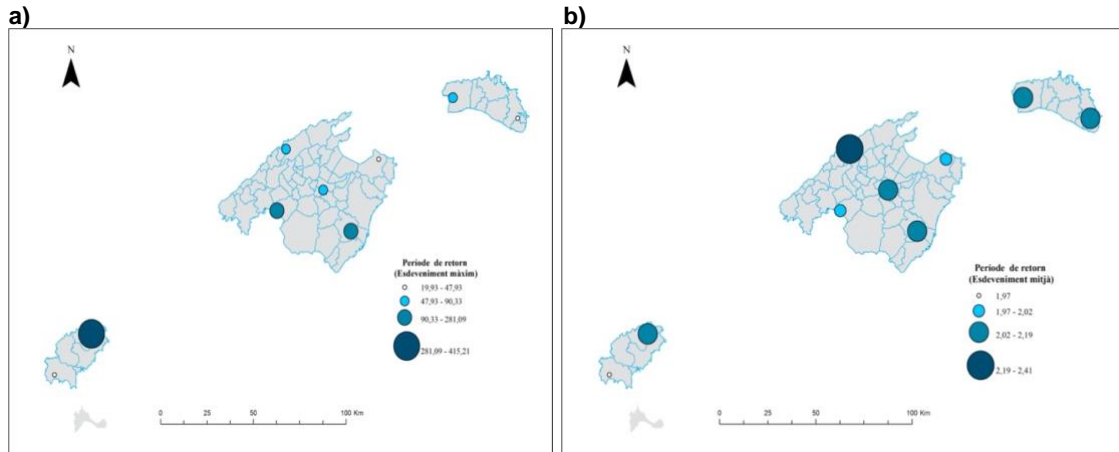 a)
N
Període de retorn
(Esdeveniment màxim)
19,93 - 47,93
47,93 - 90,33
90,33 - 281,09
281,09 - 415,21
0 25 50 100 Km
b)
N
Període de retorn
(Esdeveniment mitjà)
1,97
1,97 - 2,02
2,02 - 2,19
2,19 - 2,41
0 25 50 100 Km